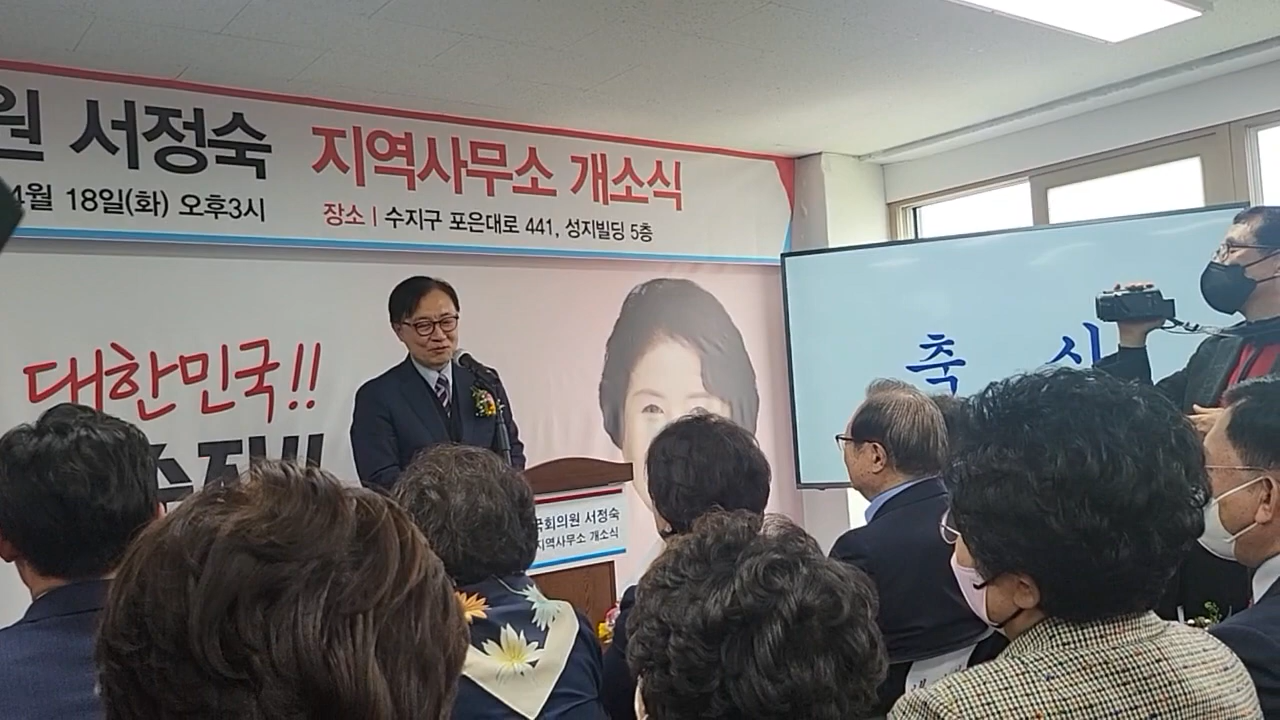 원 서정숙 지역사무소 개소식
4월 18일(화) 오후3시 장소 | 수지구 포은대로 441, 성지빌딩 5층
대한민국!!
축 사
국회의원 서정숙
지역사무소 개소식